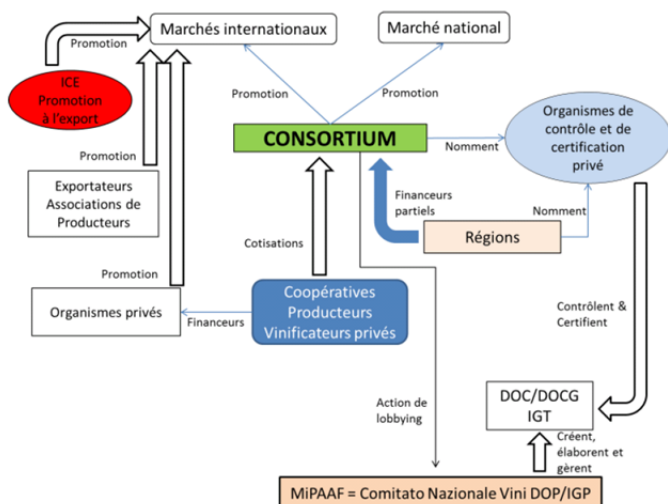 Marchés internationaux
Marché national
Promotion
ICE
Promotion
à l'export
Promotion
Promotion
Organismes de
contrôle et de
certification
privé
CONSORTIUM
Nomment
Promotion
Exportateurs
Associations de
Producteurs
Financeurs
partiels
Nomment
Régions
Cotisations
Promotion
Organismes privés
Financeurs
Coopératives
Producteurs
Vinificateurs privés
Contrôlent &
Certifient
Action de
lobbying
DOC/DOCG
IGT
Créent,
élaborent et
gèrent
MiPAAF = Comitato Nazionale Vini DOP/IGP